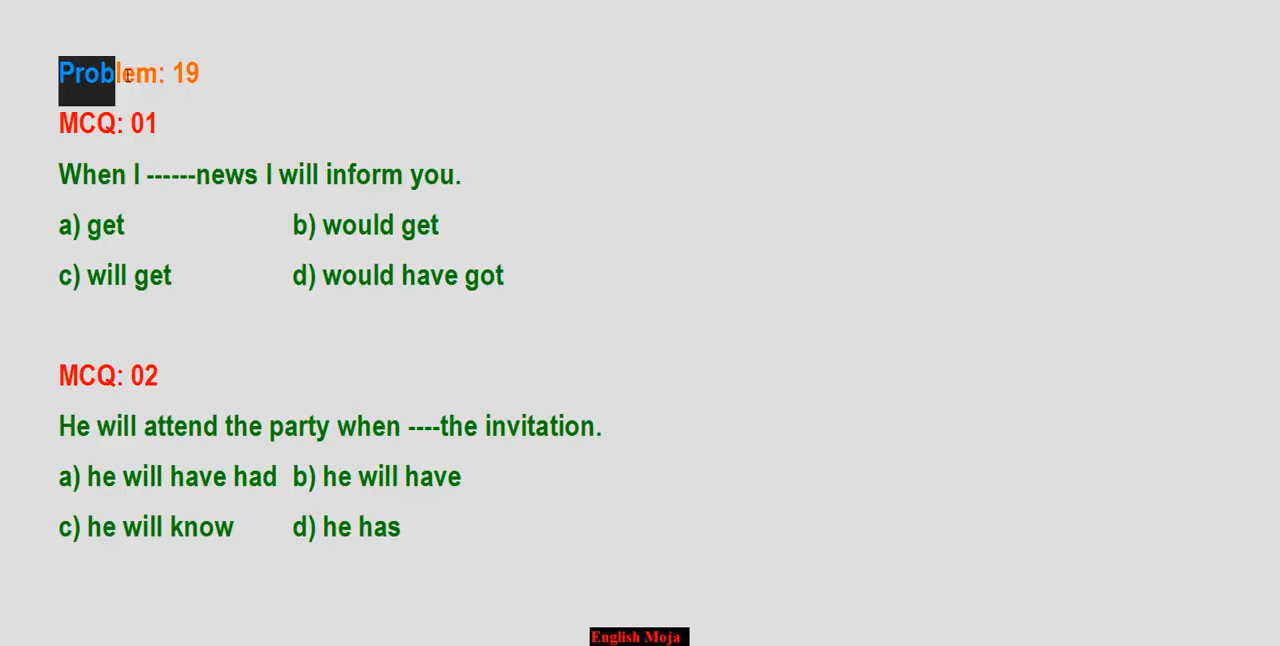 Problem: 19
MCQ: 01
When I ------news I will inform you.
a) get b) would get
c) will get d) would have got
MCQ: 02
He will attend the party when ----the invitation.
a) he will have had b) he will have
c) he will know d) he has
English Moja